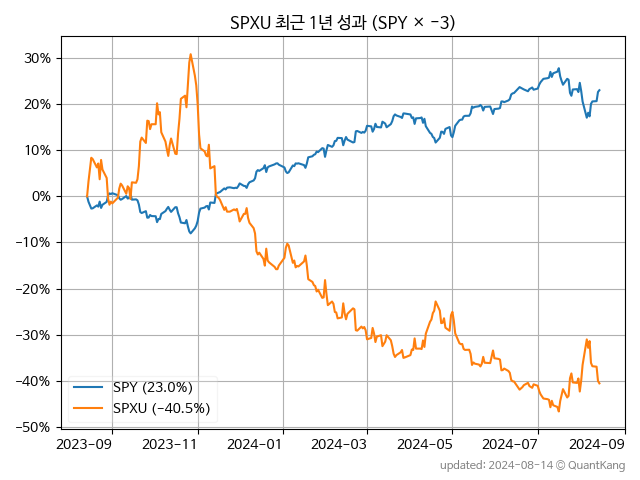 SPXU 최근 1년 성과 (SPY × −3)
30%
20%
10%
0%
−10%
−20%
−30%
−40%
−50%
SPY (23.0%)
SPXU (−40.5%)
2023-09 2023-11 2024-01 2024-03 2024-05 2024-07 2024-09
updated: 2024-08-14 @ QuantKang